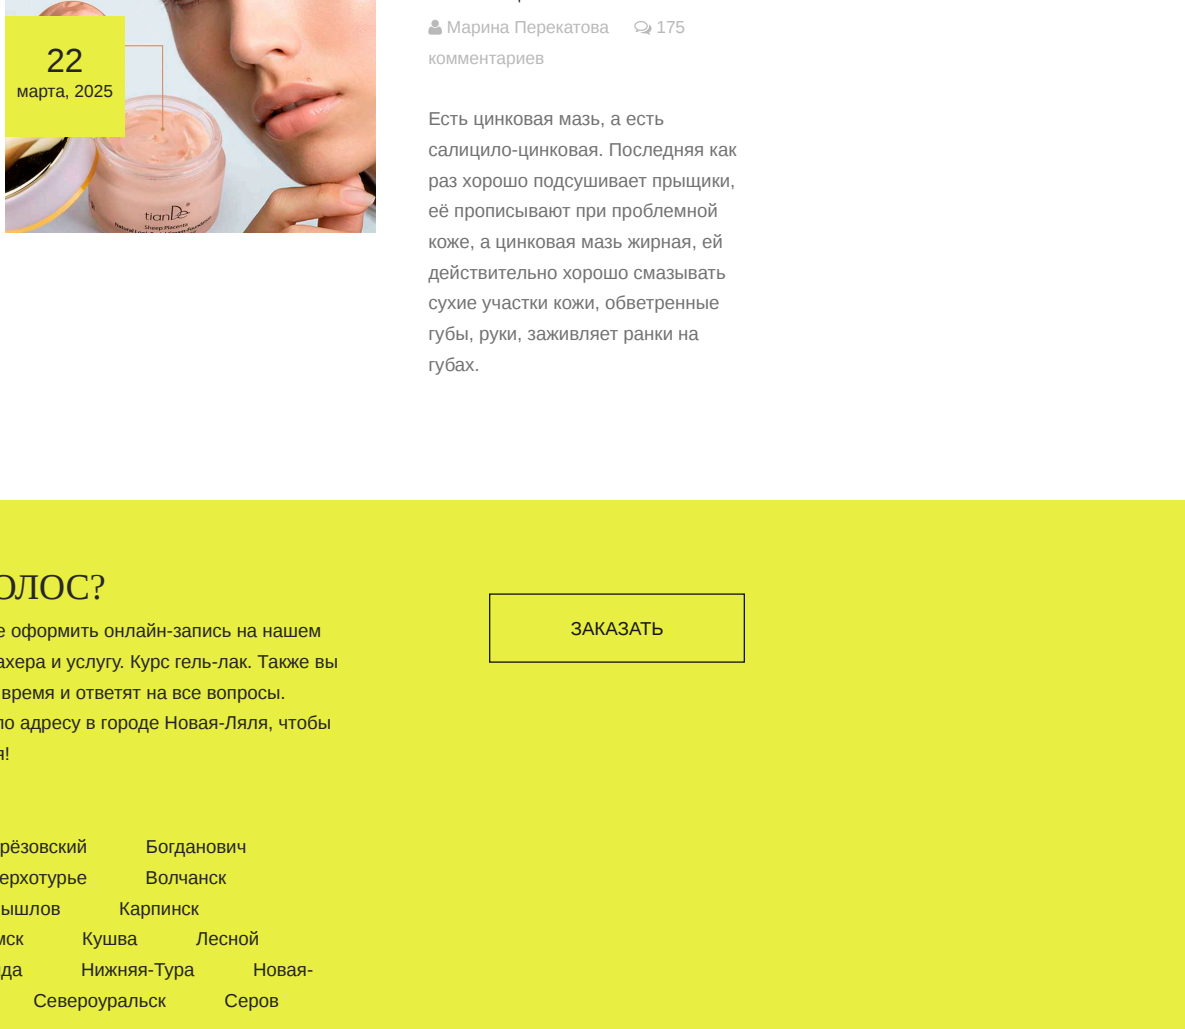 22
марта, 2025
tianDe
Sheep Placenta
Марина Перекатова 175
комментариев
Есть цинковая мазь, а есть
салицило-цинковая. Последняя как
раз хорошо подсушивает прыщики,
её прописывают при проблемной
коже, а цинковая мазь жирная, ей
действительно хорошо смазывать
сухие участки кожи, обветренные
губы, руки, заживляет ранки на
губах.
ОЛОС?
е оформить онлайн-запись на нашем
ахера и услугу. Курс гель-лак. Также вы
время и ответят на все вопросы.
по адресу в городе Новая-Ляля, чтобы
я!
ЗАКАЗАТЬ
рёзовский Богданович
ерхотурье Волчанск
ышлов Карпинск
мск Кушва Лесной
да Нижняя-Тура Новая-
Североуральск Серов